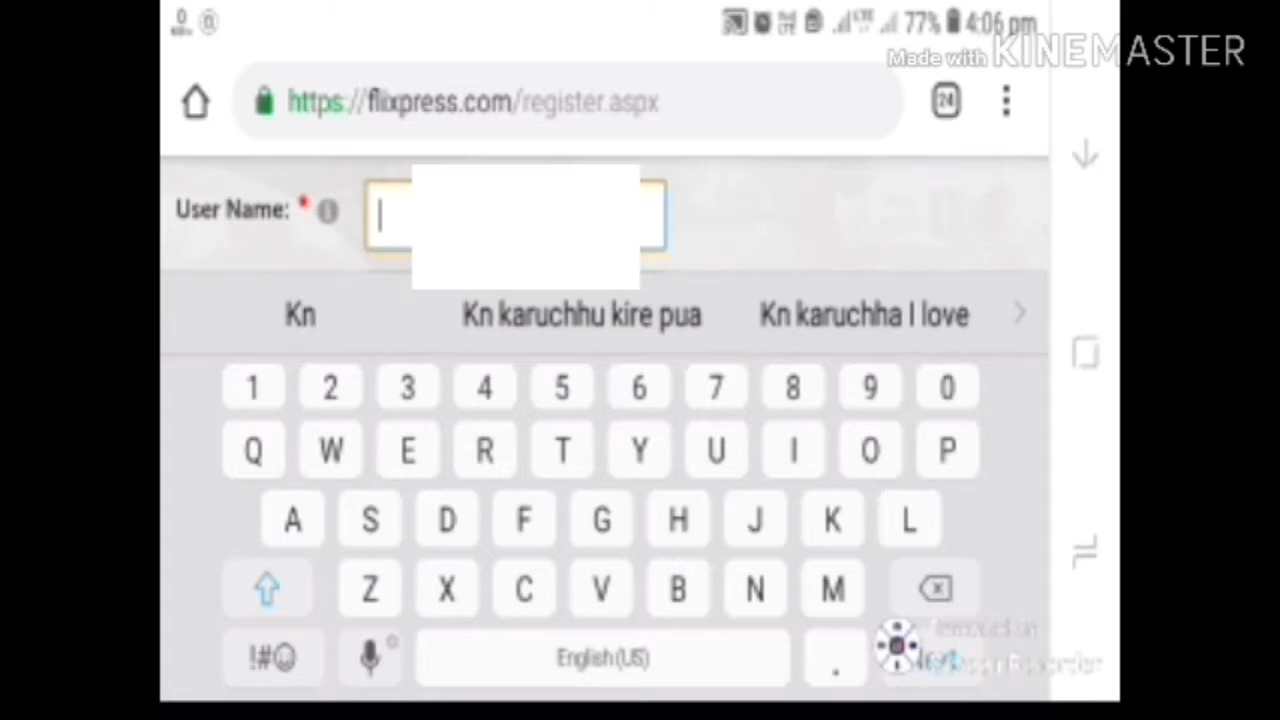 77% 4:06 pm
Made with KINEMASTER
https://flixpress.com/register.aspx
24
User Name: *
Kn Kn karuchhu kire pua Kn karuchha I love
1 2 3 4 5 6 7 8 9 0
Q W E R T Y U I O P
A S D F G H J K L
Z X C V B N M
!#☺ English (US) .